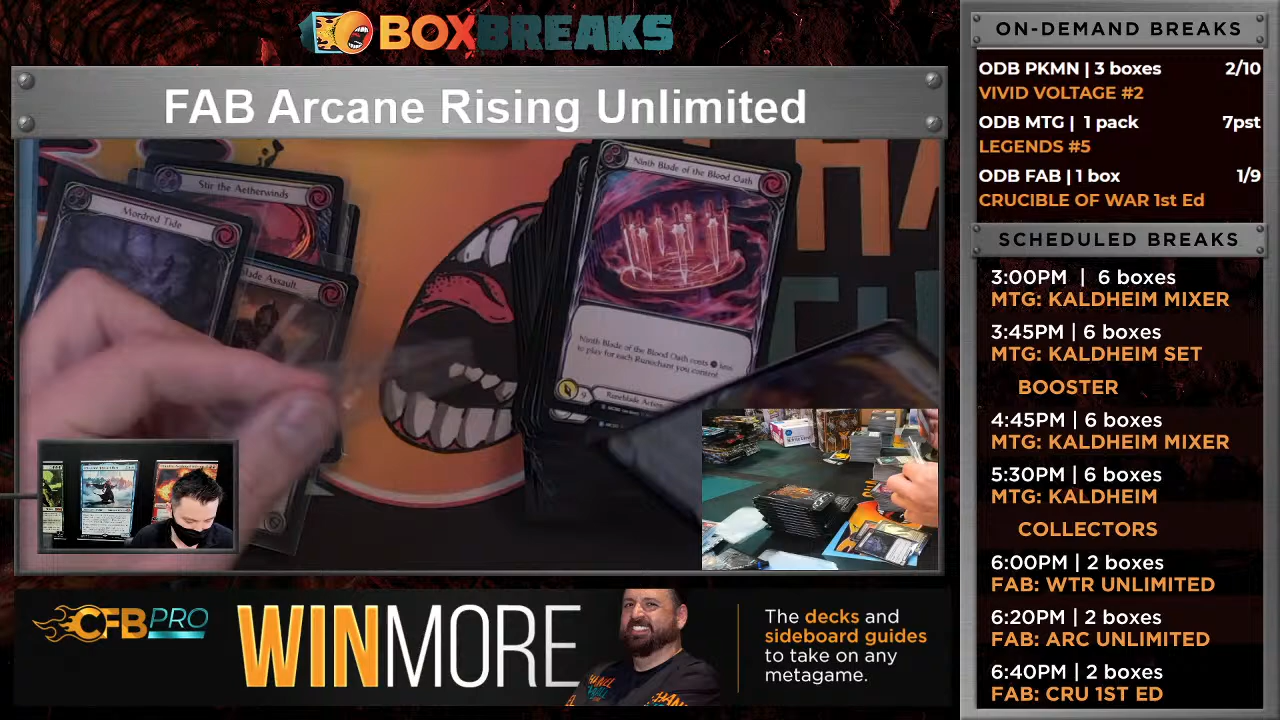 BOXBREAKS
FAB Arcane Rising Unlimited
Stir the Aetherwinds
Mordred Tide
lade Assault
Ninth Blade of the Blood Oath
Ninth Blade of the Blood Oath costs less
to play for each Runechant you control
9
Runeblade Action
CFBPRO
WINMORE
The decks and
sideboard guides
to take on any
metagame.
ON-DEMAND BREAKS
ODB PKMN | 3 boxes 2/10
VIVID VOLTAGE #2
ODB MTG | 1 pack 7pst
LEGENDS #5
ODB FAB | 1 box 1/9
CRUCIBLE OF WAR 1st Ed
SCHEDULED BREAKS
3:00PM | 6 boxes
MTG: KALDHEIM MIXER
3:45PM | 6 boxes
MTG: KALDHEIM SET
BOOSTER
4:45PM | 6 boxes
MTG: KALDHEIM MIXER
5:30PM | 6 boxes
MTG: KALDHEIM
COLLECTORS
6:00PM | 2 boxes
FAB: WTR UNLIMITED
6:20PM | 2 boxes
FAB: ARC UNLIMITED
6:40PM | 2 boxes
FAB: CRU 1ST ED